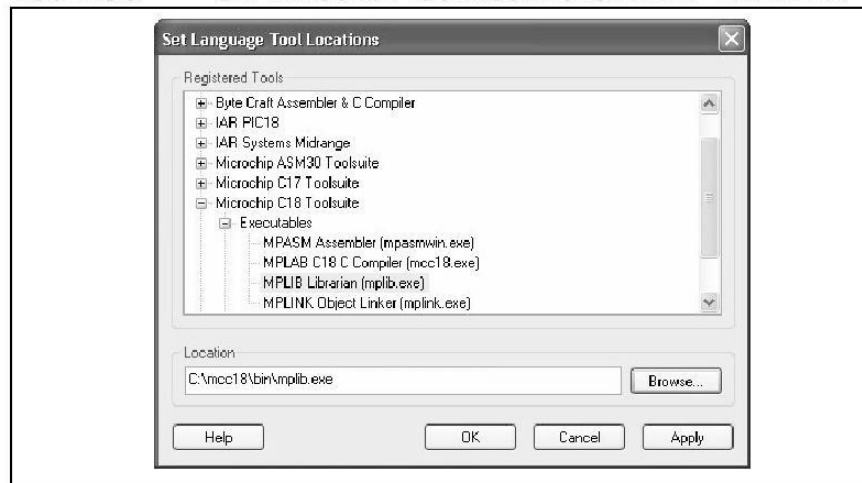 Set Language Tool Locations
Registered Tools
Byte Craft Assembler & C Compiler
IAR PIC18
IAR Systems Midrange
Microchip ASM30 Toolsuite
Microchip C17 Toolsuite
Microchip C18 Toolsuite
Executables
MPASM Assembler (mpasmwin.exe)
MPLAB C18 C Compiler (mcc18.exe)
MPLIB Librarian (mplib.exe)
MPLINK Object Linker (mplink.exe)
Location
C:\mcc18\bin\mplib.exe
Browse...
Help
OK
Cancel
Apply